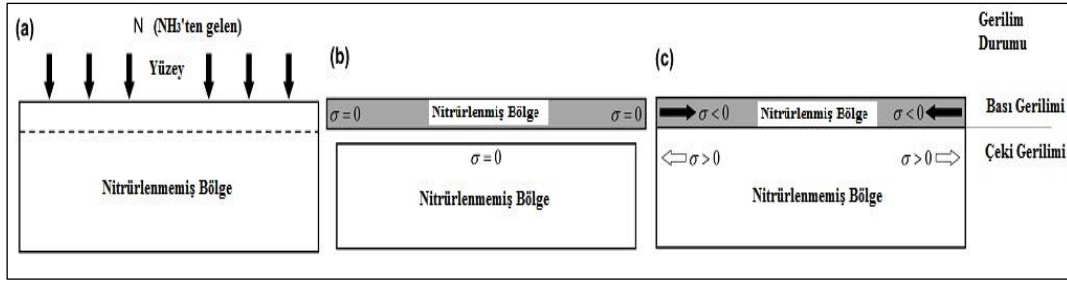 (a)
N (NH₃'ten gelen)
Yüzey
Nitrürlenmemiş Bölge
(b)
σ = 0 Nitrürlenmiş Bölge σ = 0
σ = 0
Nitrürlenmemiş Bölge
(c)
σ < 0 Nitrürlenmiş Bölge σ < 0
σ > 0 σ > 0
Nitrürlenmemiş Bölge
Gerilim
Durumu
Bası Gerilimi
Çeki Gerilimi